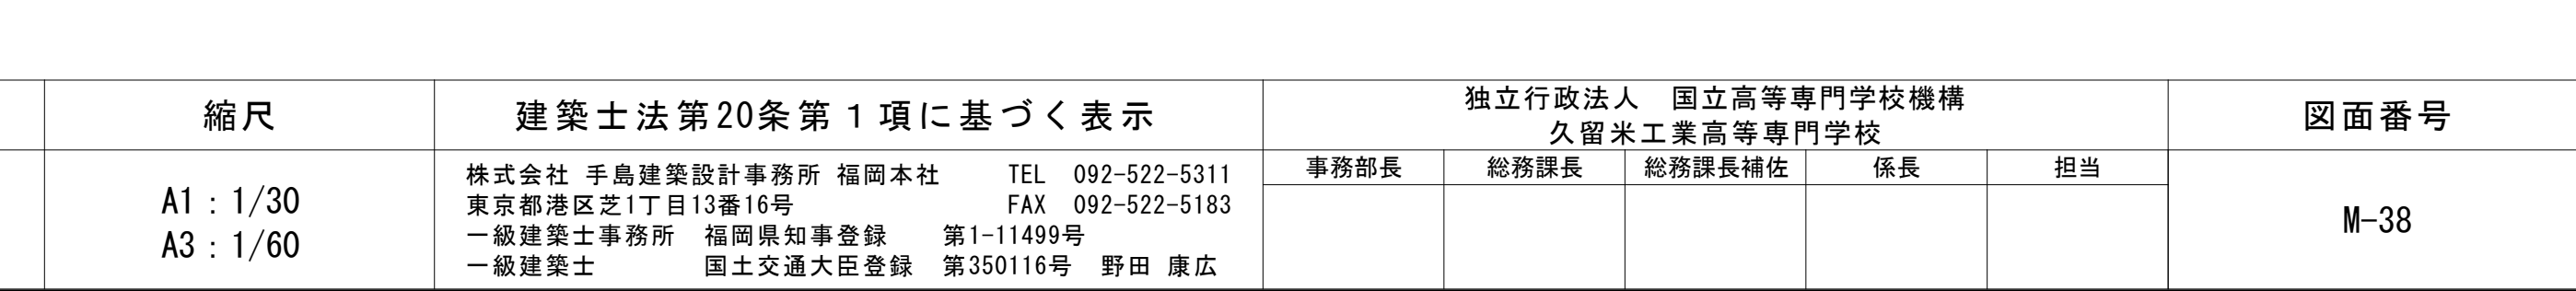 縮尺
建築士法第20条第１項に基づく表示
独立行政法人　国立高等専門学校機構
久留米工業高等専門学校
図面番号
事務部長 総務課長 総務課長補佐 係長 担当
A1：1/30
A3：1/60
株式会社 手島建築設計事務所 福岡本社 TEL 092-522-5311
東京都港区芝1丁目13番16号 FAX 092-522-5183
一級建築士事務所 福岡県知事登録 第1-11499号
一級建築士 国土交通大臣登録 第350116号 野田 康広
M-38